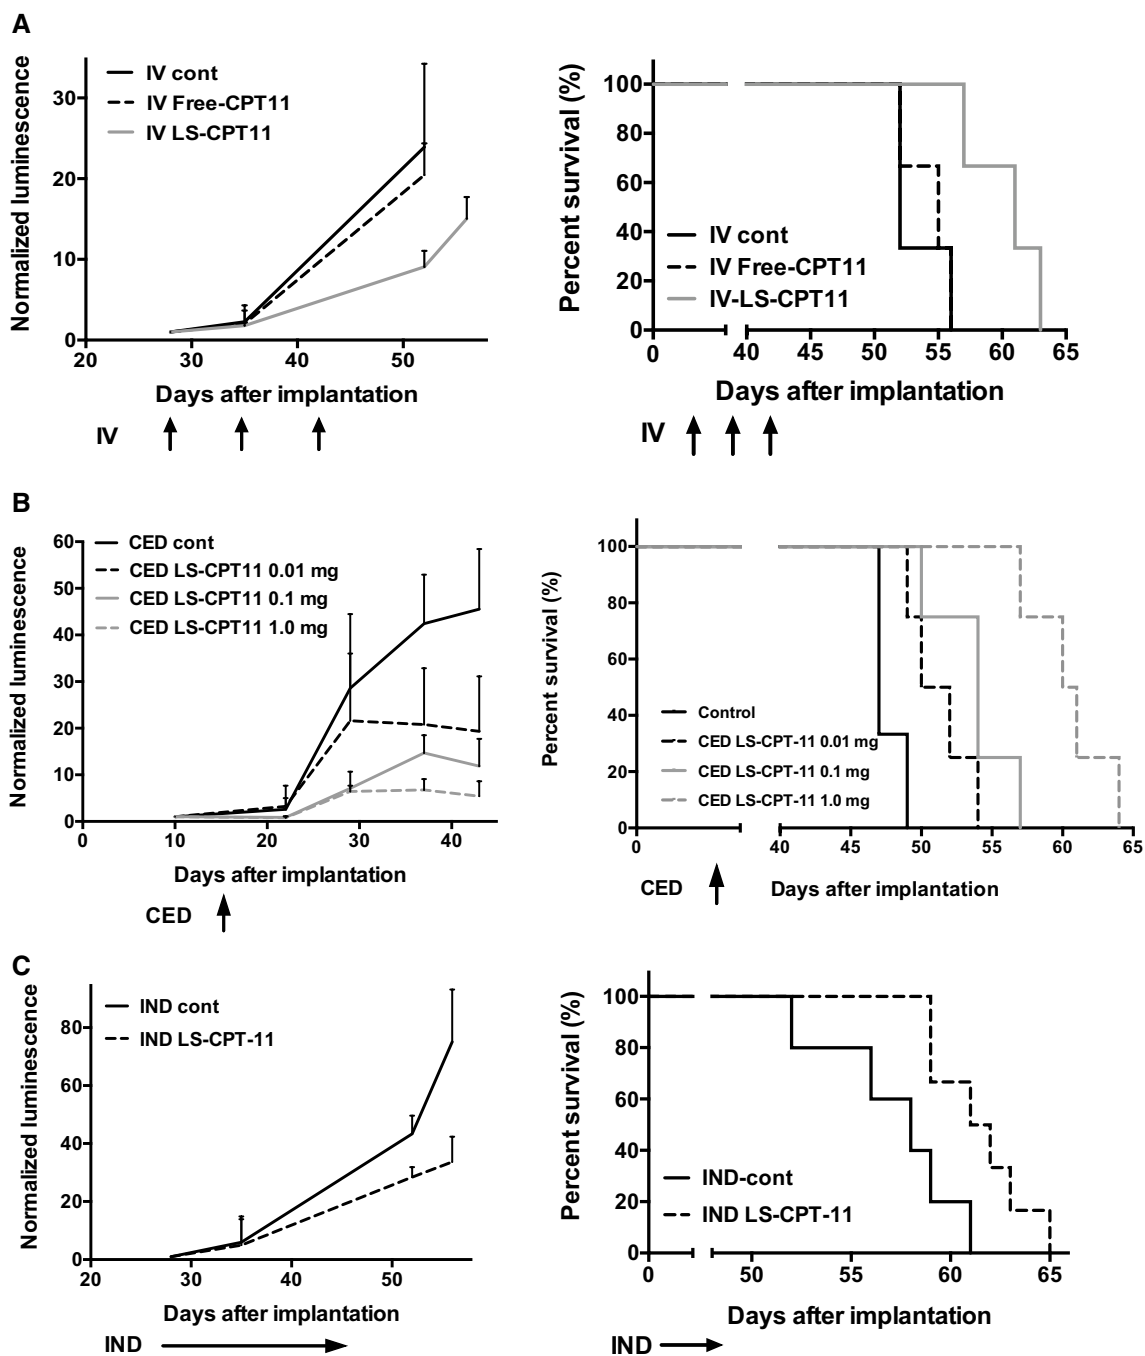 A
Normalized luminescence
IV cont
IV Free-CPT11
IV LS-CPT11
30
20
10
0
20 30 40 50
Days after implantation
IV
Percent survival (%)
100
80
60
40
20
0
IV cont
IV Free-CPT11
IV-LS-CPT11
0 40 45 50 55 60 65
Days after implantation
IV
B
Normalized luminescence
60
50
40
30
20
10
0
CED cont
CED LS-CPT11 0.01 mg
CED LS-CPT11 0.1 mg
CED LS-CPT11 1.0 mg
0 10 20 30 40
Days after implantation
CED
Percent survival (%)
100
80
60
40
20
0
Control
CED LS-CPT-11 0.01 mg
CED LS-CPT-11 0.1 mg
CED LS-CPT-11 1.0 mg
0 40 45 50 55 60 65
CED Days after implantation
C
Normalized luminescence
IND cont
IND LS-CPT-11
80
60
40
20
0
20 30 40 50
Days after implantation
IND
Percent survival (%)
100
80
60
40
20
0
IND-cont
IND LS-CPT-11
0 50 55 60 65
Days after implantation
IND